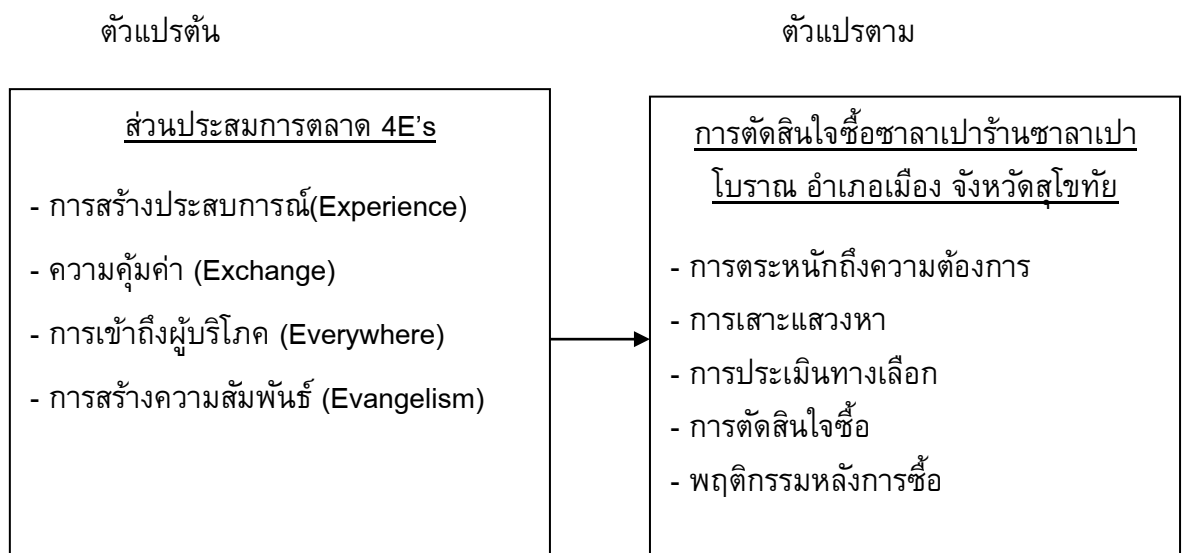 ตัวแปรต้น
ตัวแปรตาม
ส่วนประสมการตลาด 4E’s
- การสร้างประสบการณ์(Experience)
- ความคุ้มค่า (Exchange)
- การเข้าถึงผู้บริโภค (Everywhere)
- การสร้างความสัมพันธ์ (Evangelism)
การตัดสินใจซื้อซาลาเปาร้านซาลาเปา
โบราณ อำเภอเมือง จังหวัดสุโขทัย
- การตระหนักถึงความต้องการ
- การเสาะแสวงหา
- การประเมินทางเลือก
- การตัดสินใจซื้อ
- พฤติกรรมหลังการซื้อ